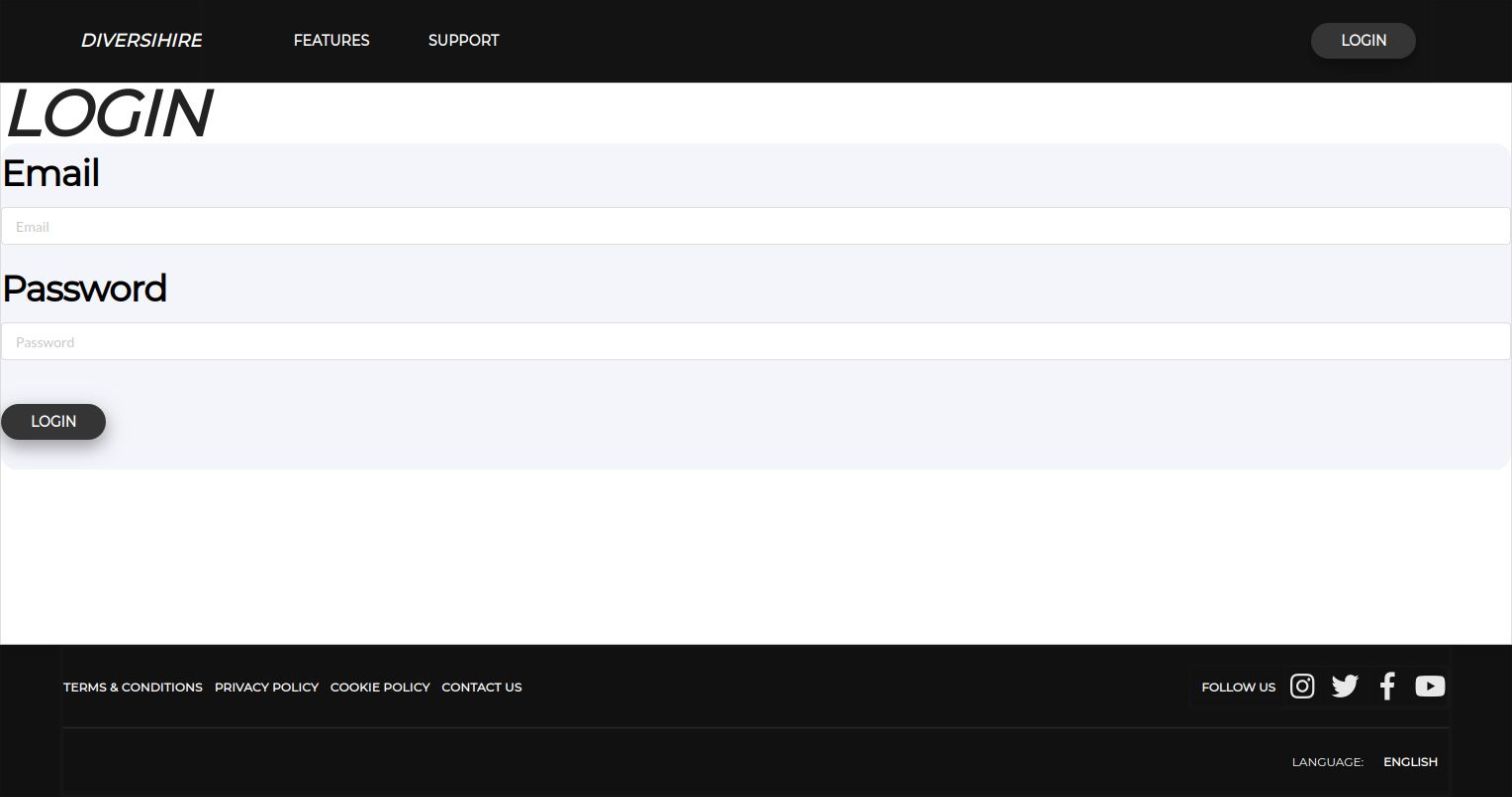 DIVERSIHIRE FEATURES SUPPORT LOGIN
LOGIN
Email
Email
Password
Password
LOGIN
TERMS & CONDITIONS PRIVACY POLICY COOKIE POLICY CONTACT US FOLLOW US
LANGUAGE: ENGLISH